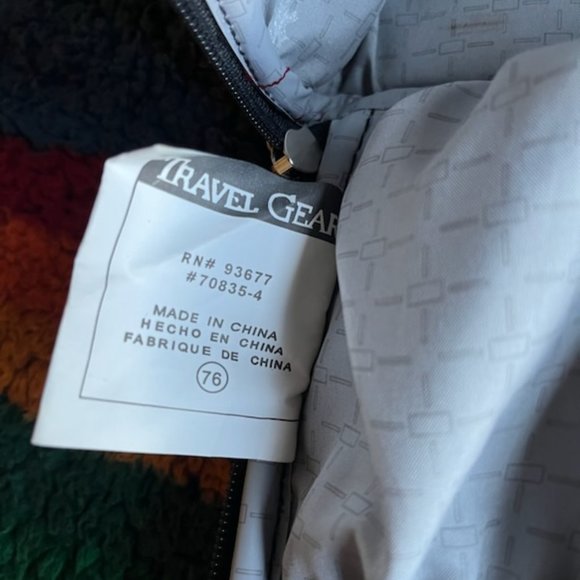 TRAVEL GEAR
RN# 93677
#70835-4
MADE IN CHINA
HECHO EN CHINA
FABRIQUE DE CHINA
76